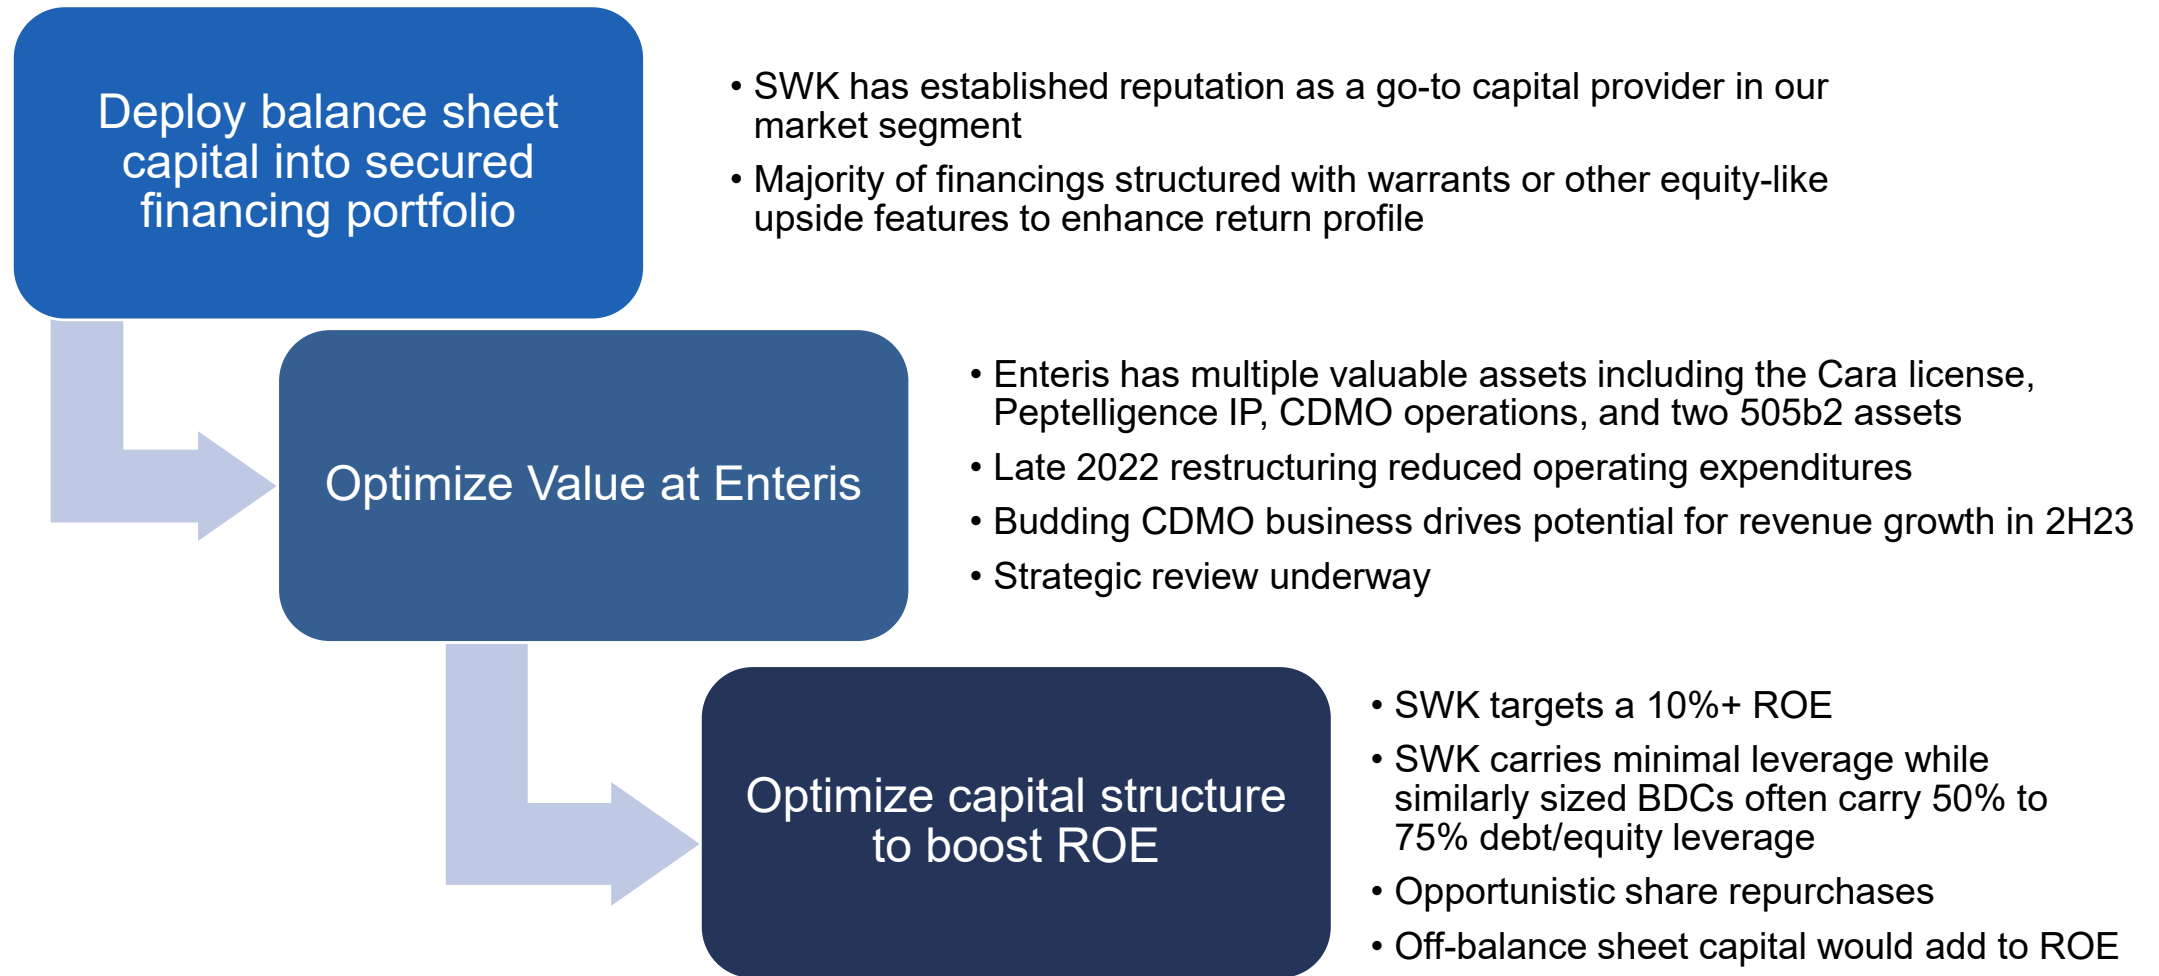 Deploy balance sheet
capital into secured
financing portfolio
• SWK has established reputation as a go-to capital provider in our
market segment
• Majority of financings structured with warrants or other equity-like
upside features to enhance return profile
Optimize Value at Enteris
• Enteris has multiple valuable assets including the Cara license,
Peptelligence IP, CDMO operations, and two 505b2 assets
• Late 2022 restructuring reduced operating expenditures
• Budding CDMO business drives potential for revenue growth in 2H23
• Strategic review underway
Optimize capital structure
to boost ROE
• SWK targets a 10%+ ROE
• SWK carries minimal leverage while
similarly sized BDCs often carry 50% to
75% debt/equity leverage
• Opportunistic share repurchases
• Off-balance sheet capital would add to ROE